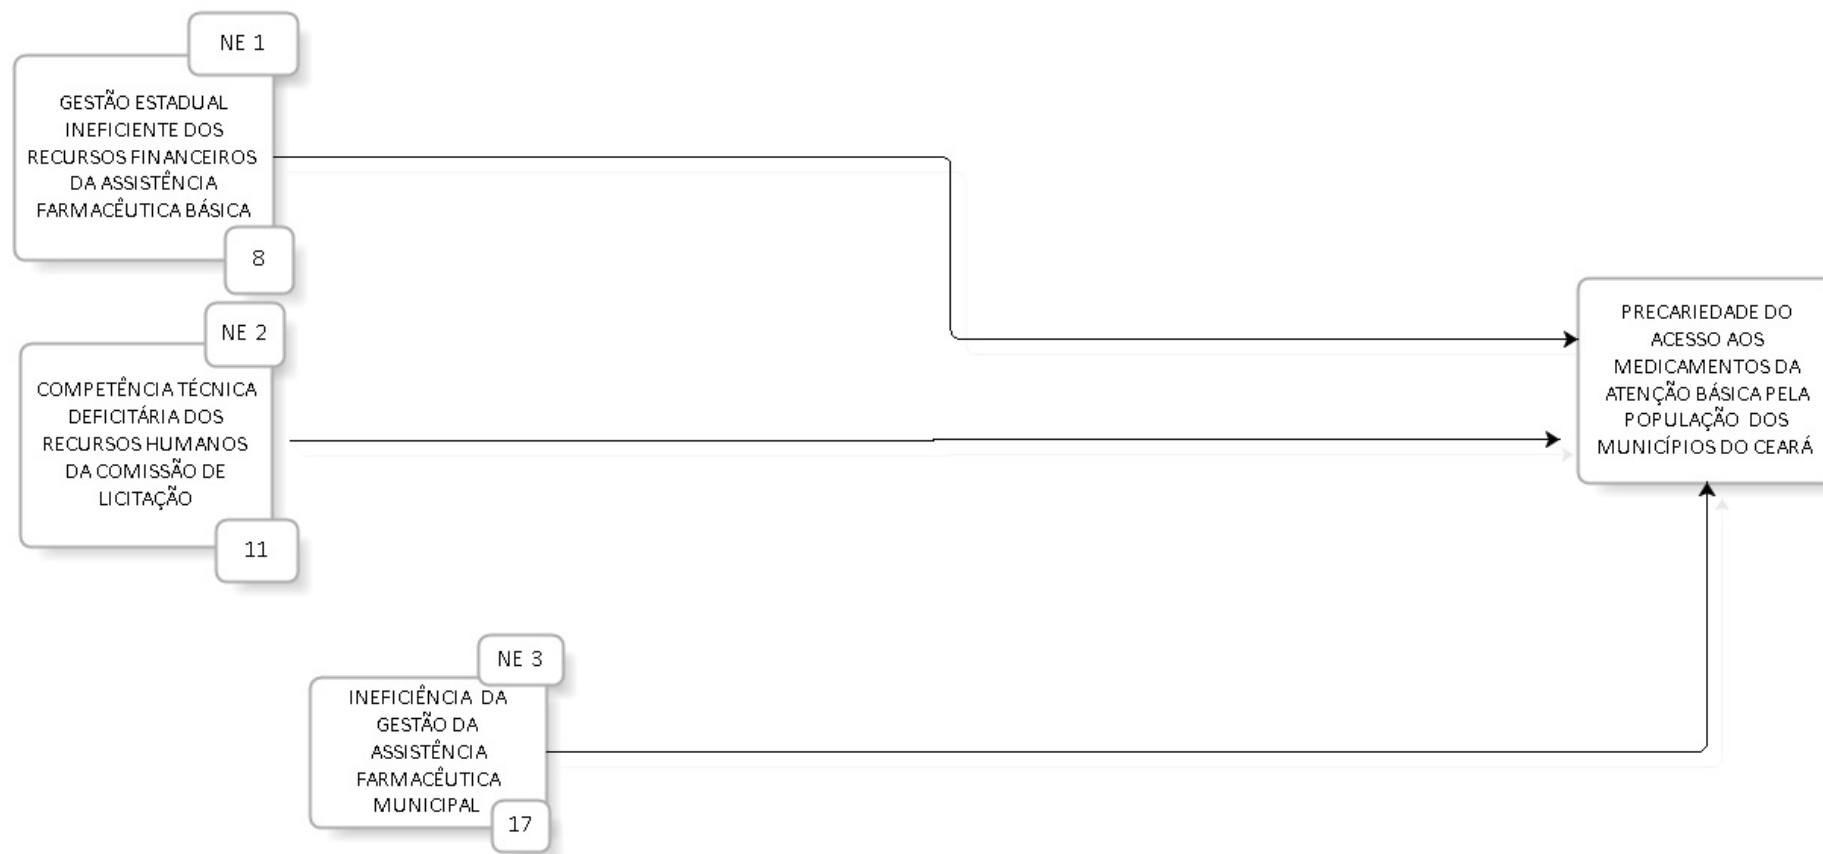 NE 1
GESTÃO ESTADUAL
INEFICIENTE DOS
RECURSOS FINANCEIROS
DA ASSISTÊNCIA
FARMACÊUTICA BÁSICA
8
NE 2
COMPETÊNCIA TÉCNICA
DEFICITÁRIA DOS
RECURSOS HUMANOS
DA COMISSÃO DE
LICITAÇÃO
11
NE 3
INEFICIÊNCIA DA
GESTÃO DA
ASSISTÊNCIA
FARMACÊUTICA
MUNICIPAL
17
PRECARIEDADE DO
ACESSO AOS
MEDICAMENTOS DA
ATENÇÃO BÁSICA PELA
POPULAÇÃO DOS
MUNICÍPIOS DO CEARÁ